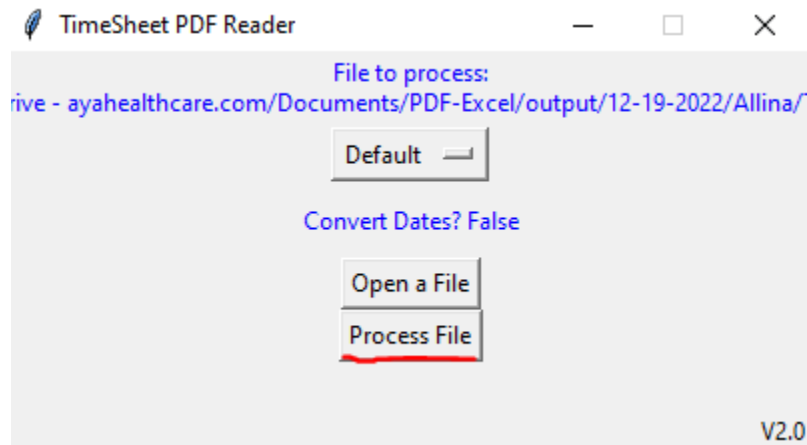 TimeSheet PDF Reader
File to process:
rive - ayahealthcare.com/Documents/PDF-Excel/output/12-19-2022/Allina/T
Default
Convert Dates? False
Open a File
Process File
V2.0